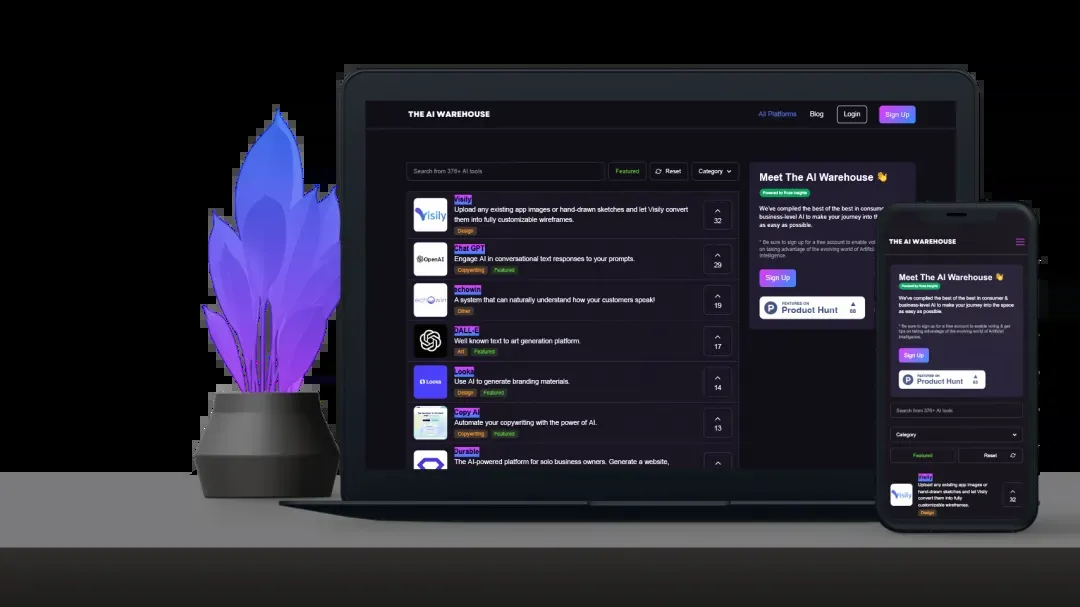 THE AI WAREHOUSE
All Platforms
Blog
Login
Sign Up
Search from 376+ AI tools
Featured
Reset
Category
Visily
Visily
Upload any existing app images or hand-drawn sketches and let Visily convert
them into fully customizable wireframes.
Design
32
OpenAI
Chat GPT
Engage AI in conversational text responses to your prompts.
Copywriting
Featured
29
echowin
echowin
A system that can naturally understand how your customers speak!
Other
19
DALL-E
Well known text to art generation platform.
Art
Featured
17
Looka
Looka
Use AI to generate branding materials.
Design
Featured
14
Copy AI
Automate your copywriting with the power of AI.
Copywriting
Featured
13
Durable
The AI-powered platform for solo business owners. Generate a website,
Meet The AI Warehouse 👋
We've compiled the best of the best in consume
business-level AI to make your journey into th
as easy as possible.
* Be sure to sign up for a free account to enable vot
on taking advantage of the evolving world of Artific
Intelligence.
Sign Up
P
FEATURED ON
Product Hunt
68
THE AI WAREHOUSE
Meet The AI Warehouse 👋
We've compiled the best of the best in consumer &
business-level AI to make your journey into the space
as easy as possible.
* Be sure to sign up for a free account to enable voting & get
tips on taking advantage of the evolving world of Artificial
Intelligence.
Sign Up
P
FEATURED ON
Product Hunt
Search from 376+ AI tools
Category
Featured
Reset
Visily
Visily
Upload any existing app images or
hand-drawn sketches and let Visily
convert them into fully
customizable wireframes.
Design
32